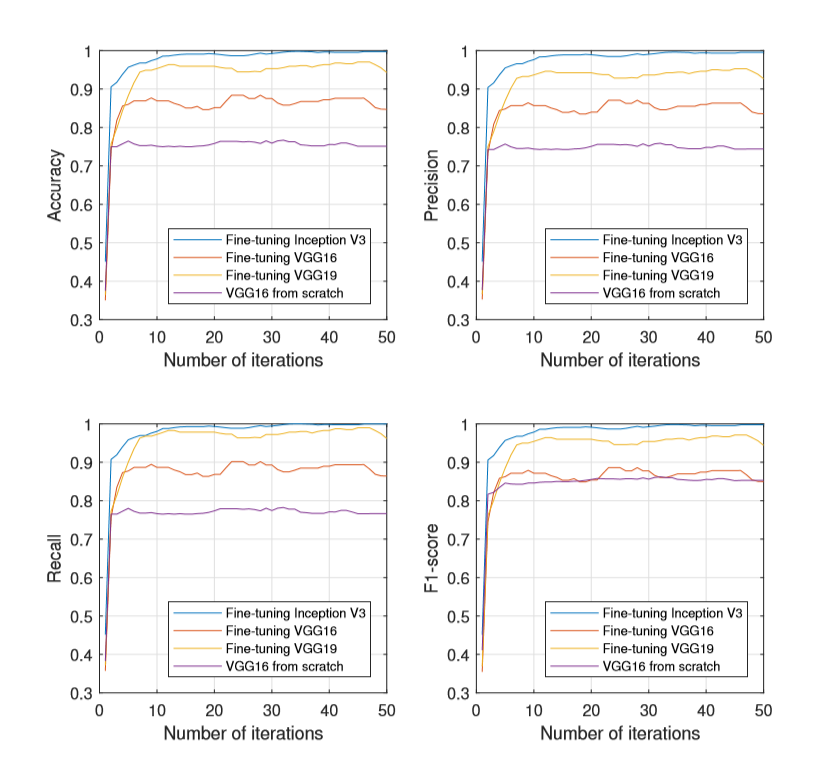 1
0.9
0.8
0.7
0.6
0.5
0.4
0.3
Accuracy
0 10 20 30 40 50
Number of iterations
Fine-tuning Inception V3
Fine-tuning VGG16
Fine-tuning VGG19
VGG16 from scratch
1
0.9
0.8
0.7
0.6
0.5
0.4
0.3
Precision
0 10 20 30 40 50
Number of iterations
Fine-tuning Inception V3
Fine-tuning VGG16
Fine-tuning VGG19
VGG16 from scratch
1
0.9
0.8
0.7
0.6
0.5
0.4
0.3
Recall
0 10 20 30 40 50
Number of iterations
Fine-tuning Inception V3
Fine-tuning VGG16
Fine-tuning VGG19
VGG16 from scratch
1
0.9
0.8
0.7
0.6
0.5
0.4
0.3
F1-score
0 10 20 30 40 50
Number of iterations
Fine-tuning Inception V3
Fine-tuning VGG16
Fine-tuning VGG19
VGG16 from scratch